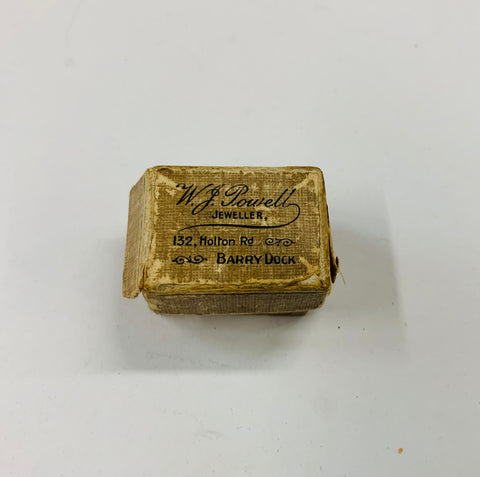 W. J. Powell
JEWELLER,
132, Holton Rd
BARRY DOCK